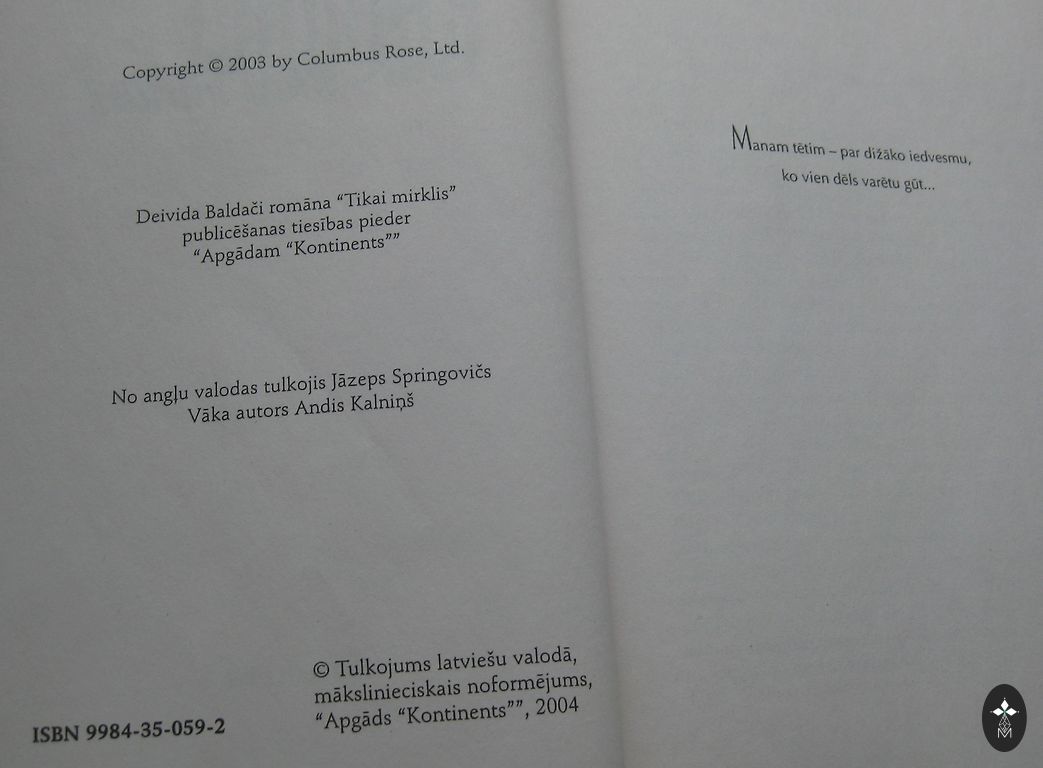 Copyright © 2003 by Columbus Rose, Ltd.
Deivida Baldači romāna “Tikai mirklis”
publicēšanas tiesības pieder
“Apgādam “Kontinents””
No angļu valodas tulkojis Jāzeps Springovičs
Vāka autors Andis Kalniņš
© Tulkojums latviešu valodā,
mākslinieciskais noformējums,
“Apgāds “Kontinents””, 2004
ISBN 9984-35-059-2
Manam tētim – par dižāko iedvesmu,
ko vien dēls varētu gūt...
M